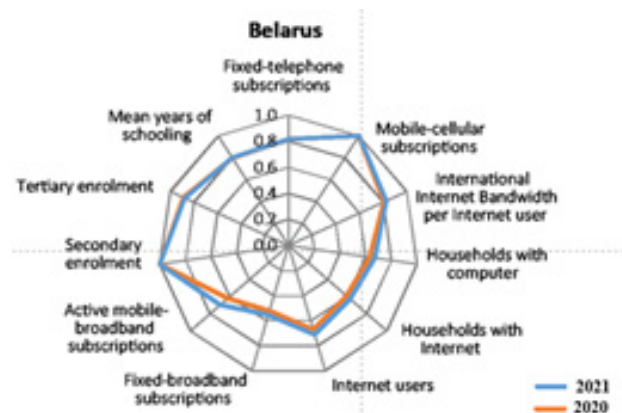 Belarus
Fixed-telephone
subscriptions
Mobile-cellular
subscriptions
International
Internet Bandwidth
per Internet user
Households with
computer
Households with
Internet
Internet users
Fixed-broadband
subscriptions
Active mobile-
broadband
subscriptions
Secondary
enrolment
Tertiary enrolment
Mean years of
schooling
1.0
0.8
0.6
0.4
0.2
0.0
2021
2020